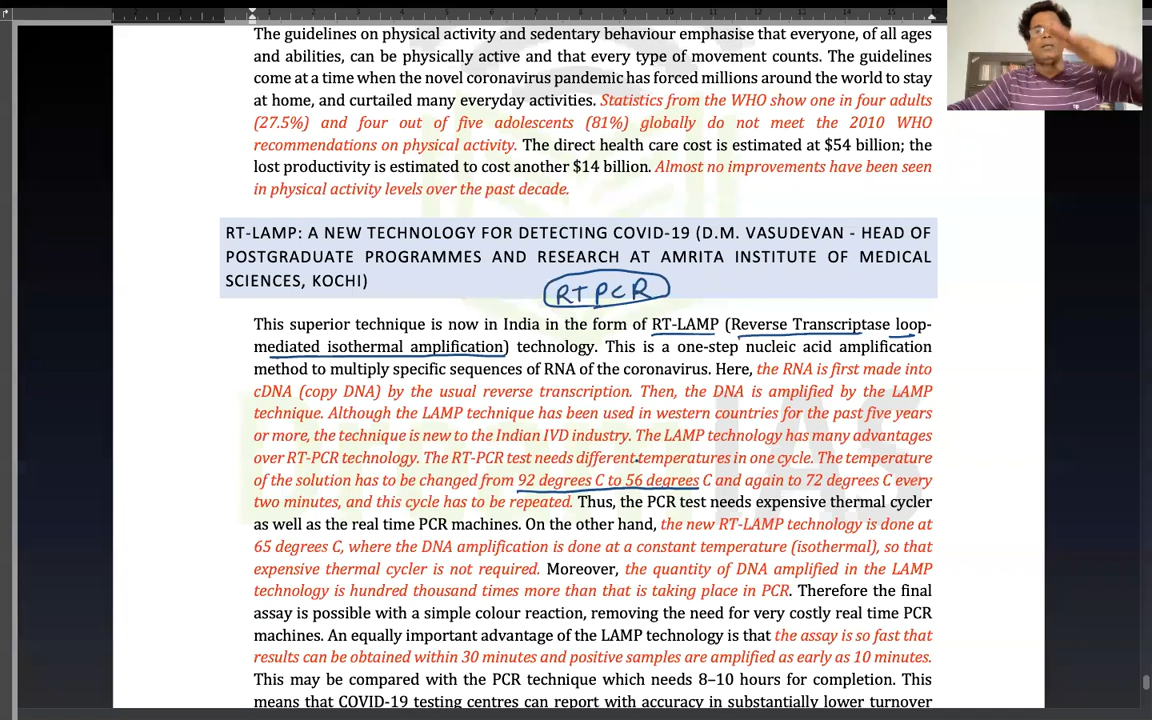 The guidelines on physical activity and sedentary behaviour emphasise that everyone, of all ages
and abilities, can be physically active and that every type of movement counts. The guidelines
come at a time when the novel coronavirus pandemic has forced millions around the world to stay
at home, and curtailed many everyday activities. Statistics from the WHO show one in four adults
(27.5%) and four out of five adolescents (81%) globally do not meet the 2010 WHO
recommendations on physical activity. The direct health care cost is estimated at $54 billion; the
lost productivity is estimated to cost another $14 billion. Almost no improvements have been seen
in physical activity levels over the past decade.
RT-LAMP: A NEW TECHNOLOGY FOR DETECTING COVID-19 (D.M. VASUDEVAN - HEAD OF
POSTGRADUATE PROGRAMMES AND RESEARCH AT AMRITA INSTITUTE OF MEDICAL
SCIENCES, KOCHI)
RT PCR
This superior technique is now in India in the form of RT-LAMP (Reverse Transcriptase loop-
mediated isothermal amplification) technology. This is a one-step nucleic acid amplification
method to multiply specific sequences of RNA of the coronavirus. Here, the RNA is first made into
cDNA (copy DNA) by the usual reverse transcription. Then, the DNA is amplified by the LAMP
technique. Although the LAMP technique has been used in western countries for the past five years
or more, the technique is new to the Indian IVD industry. The LAMP technology has many advantages
over RT-PCR technology. The RT-PCR test needs different temperatures in one cycle. The temperature
of the solution has to be changed from 92 degrees C to 56 degrees C and again to 72 degrees C every
two minutes, and this cycle has to be repeated. Thus, the PCR test needs expensive thermal cycler
as well as the real time PCR machines. On the other hand, the new RT-LAMP technology is done at
65 degrees C, where the DNA amplification is done at a constant temperature (isothermal), so that
expensive thermal cycler is not required. Moreover, the quantity of DNA amplified in the LAMP
technology is hundred thousand times more than that is taking place in PCR. Therefore the final
assay is possible with a simple colour reaction, removing the need for very costly real time PCR
machines. An equally important advantage of the LAMP technology is that the assay is so fast that
results can be obtained within 30 minutes and positive samples are amplified as early as 10 minutes.
This may be compared with the PCR technique which needs 8–10 hours for completion. This
means that COVID-19 testing centres can report with accuracy in substantially lower turnover